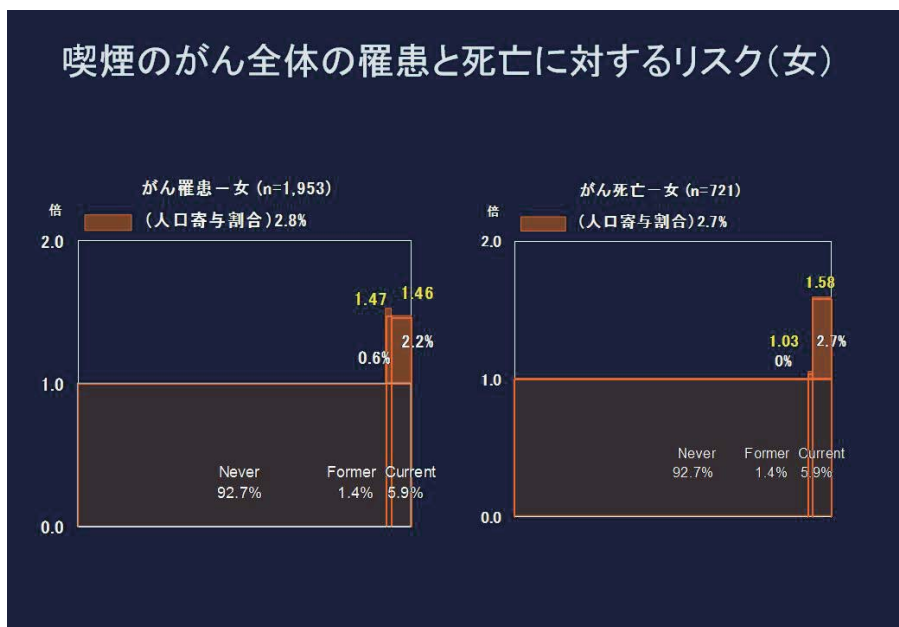 喫煙のがん全体の罹患と死亡に対するリスク(女)
がん罹患－女 (n=1,953)
倍
(人口寄与割合)2.8%
2.0
1.47
1.46
2.2%
0.6%
1.0
Never
Former
Current
92.7%
1.4%
5.9%
0.0
がん死亡－女 (n=721)
倍
(人口寄与割合)2.7%
2.0
1.58
1.03
2.7%
0%
1.0
Never
Former
Current
92.7%
1.4%
5.9%
0.0